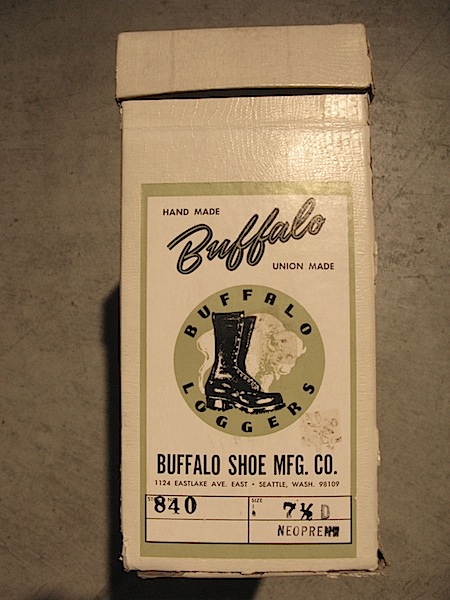 HAND MADE
Buffalo
UNION MADE
BUFFALO
LOGGERS
BUFFALO SHOE MFG. CO.
1124 EASTLAKE AVE. EAST • SEATTLE, WASH. 98109
840
SIZE
7½ D
NEOPRENE